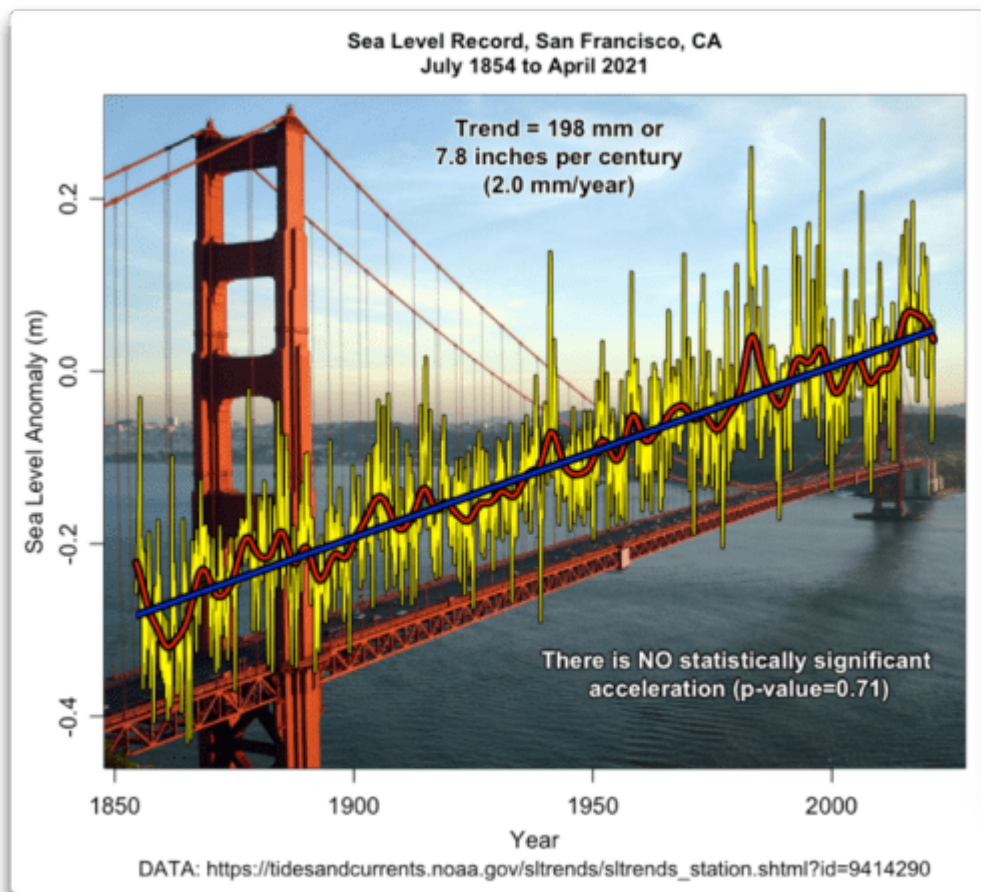 Sea Level Record, San Francisco, CA
July 1854 to April 2021
Trend = 198 mm or
7.8 inches per century
(2.0 mm/year)
0.2
0.0
-0.2
-0.4
Sea Level Anomaly (m)
There is NO statistically significant
acceleration (p-value=0.71)
1850
1900
1950
2000
Year
DATA: https://tidesandcurrents.noaa.gov/sltrends/sltrends_station.shtml?id=9414290